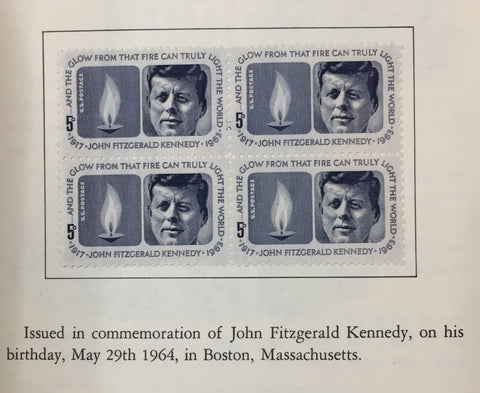 ...AND THE GLOW FROM THAT FIRE CAN TRULY LIGHT THE WORLD.
U.S. POSTAGE
5c
1917·JOHN FITZGERALD KENNEDY·1963
...AND THE GLOW FROM THAT FIRE CAN TRULY LIGHT THE WORLD.
U.S. POSTAGE
5c
1917·JOHN FITZGERALD KENNEDY·1963
...AND THE GLOW FROM THAT FIRE CAN TRULY LIGHT THE WORLD.
U.S. POSTAGE
5c
1917·JOHN FITZGERALD KENNEDY·1963
...AND THE GLOW FROM THAT FIRE CAN TRULY LIGHT THE WORLD.
U.S. POSTAGE
5c
1917·JOHN FITZGERALD KENNEDY·1963
Issued in commemoration of John Fitzgerald Kennedy, on his
birthday, May 29th 1964, in Boston, Massachusetts.